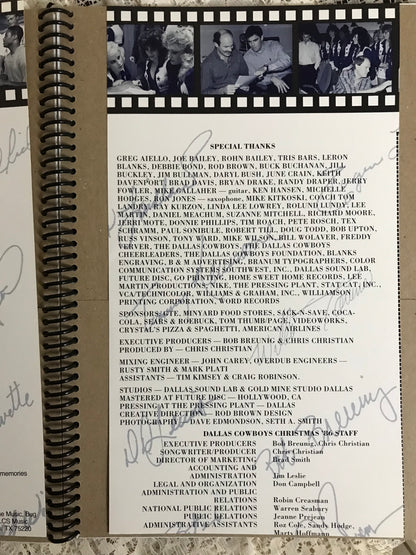 SPECIAL THANKS
GREG AIELLO, JOE BAILEY, ROHN BAILEY, TRIS BARS, LERON
BLANKS, DEBBIE BOND, ROD BROWN, BUCK BUCHANAN, JILL
BUCKLEY, JIM BULLMAN, DARYL BUSH, JUNE CRAIN, KEITH
DAVENPORT, BRAD DAVIS, BRYAN DRAKE, RANDY DRAPER, JERRY
FOWLER, MIKE GALLAHER — guitar, KEN HANSEN, MICHELLE
HODGES, RON JONES — saxophone, MIKE KITKOSKI, COACH TOM
LANDRY, RAY KURZON, LINDA LEE LOWREY, ROLUND LUNDY, LEE
MARTIN, DANIEL MEACHUM, SUZANNE MITCHELL, RICHARD MOORE,
JERRI MOTE, DONNIE PHILLIPS, TIM ROACH, PETE ROSCH, TEX
SCHRAMM, PAUL SONIBULE, ROBERT TILL, DOUG TODD, BOB UPTON,
RUSS VINSON, TONY WARD, MIKE WILSON, BILL WOLAVER, FREDDY
VERVER, THE DALLAS COWBOYS, THE DALLAS COWBOYS
CHEERLEADERS, THE DALLAS COWBOYS FOUNDATION, BLANKS
ENGRAVING, B & M ADVERTISING, BRANUM TYPOGRAPHERS, COLOR
COMMUNICATION SYSTEMS SOUTHWEST, INC., DALLAS SOUND LAB,
FUTURE DISC, GO PRINTING, HOME SWEET HOME RECORDS, LEE
MARTIN PRODUCTIONS, NIKE, THE PRESSING PLANT, STAT CAT, INC.,
VCA/TECHNICOLOR, WILLIAMS & GRAHAM, INC., WILLIAMSON
PRINTING CORPORATION, WORD RECORDS
SPONSORS: GTE, MINYARD FOOD STORES, SACK-N-SAVE, COCA-
COLA, SEARS & ROEBUCK, TOM THUMB-PAGE, VIDEOWORKS,
CRYSTAL'S PIZZA & SPAGHETTI, AMERICAN AIRLINES
EXECUTIVE PRODUCERS — BOB BREUNIG & CHRIS CHRISTIAN
PRODUCED BY — CHRIS CHRISTIAN
MIXING ENGINEER — JOHN CAREY, OVERDUB ENGINEERS —
RUSTY SMITH & MARK PLATI
ASSISTANTS — TIM KIMSEY & CRAIG ROBINSON.
STUDIOS — DALLAS SOUND LAB & GOLD MINE STUDIO DALLAS
MASTERED AT FUTURE DISC — HOLLYWOOD, CA
PRESSING AT THE PRESSING PLANT — DALLAS
CREATIVE DIRECTION — ROD BROWN DESIGN
PHOTOGRAPHY — DAVE EDMONSON, SETH A. SMITH
DALLAS COWBOYS CHRISTMAS '86 STAFF
EXECUTIVE PRODUCERS Bob Breunig, Chris Christian
SONGWRITER/PRODUCER Chris Christian
DIRECTOR OF MARKETING Brad Smith
ACCOUNTING AND
ADMINISTRATION Jim Leslie
LEGAL AND ORGANIZATION Don Campbell
ADMINISTRATION AND PUBLIC
RELATIONS Robin Creasman
NATIONAL PUBLIC RELATIONS Warren Seabury
PUBLIC RELATIONS Jeanne Prejean
ADMINISTRATIVE ASSISTANTS Roz Cole, Sandy Hodge,
Marty Hoffmann
Bob Breunig
memories
e Music, Bug
LCS Music
TX 75220